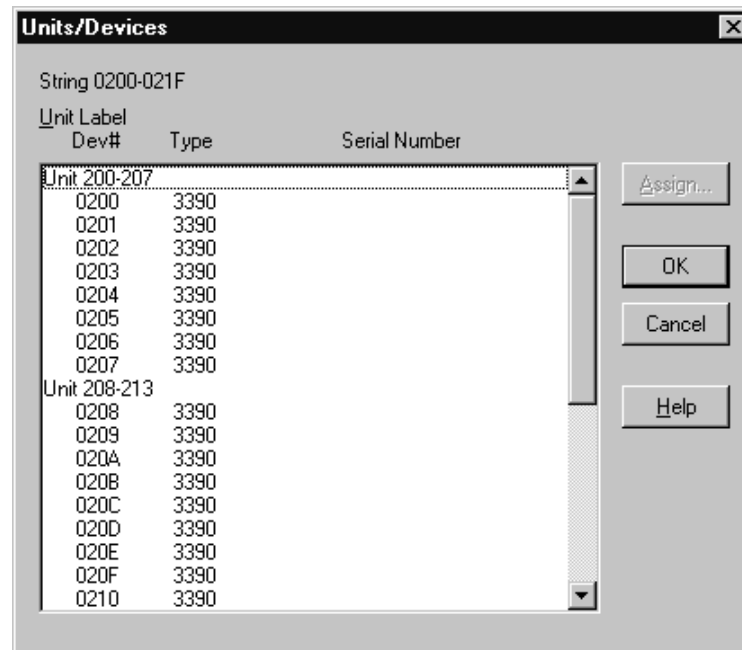 Units/Devices
String 0200-021F
Unit Label
Dev# Type Serial Number
Unit 200-207
0200 3390
0201 3390
0202 3390
0203 3390
0204 3390
0205 3390
0206 3390
0207 3390
Unit 208-213
0208 3390
0209 3390
020A 3390
020B 3390
020C 3390
020D 3390
020E 3390
020F 3390
0210 3390
Assign...
OK
Cancel
Help